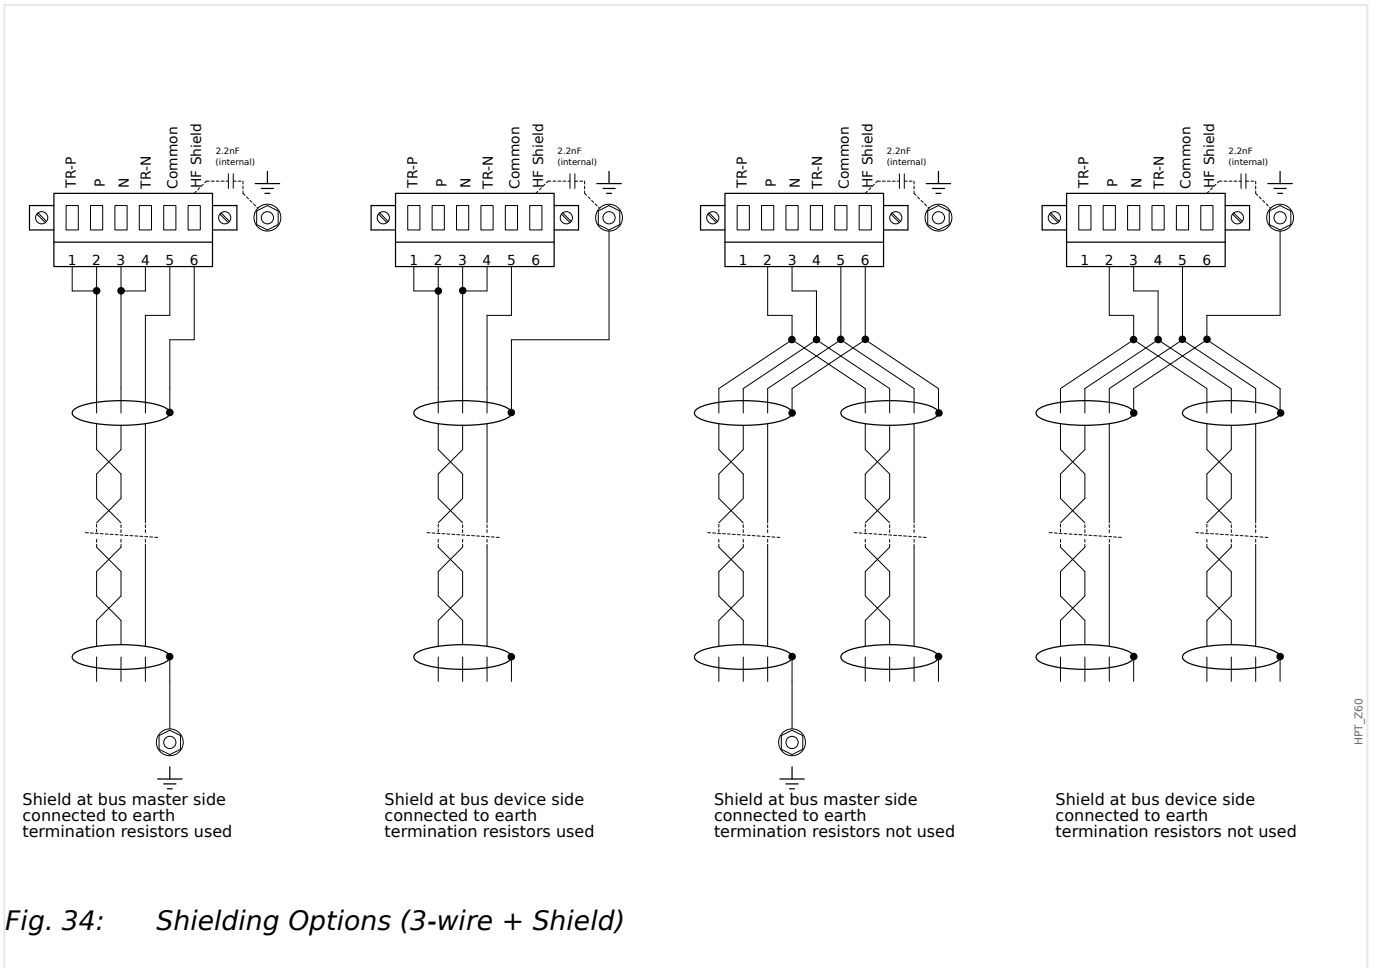 TR-P
P
N
TR-N
Common
HF Shield
2.2nF
(internal)
1 2 3 4 5 6
TR-P
P
N
TR-N
Common
HF Shield
2.2nF
(internal)
1 2 3 4 5 6
TR-P
P
N
TR-N
Common
HF Shield
2.2nF
(internal)
1 2 3 4 5 6
TR-P
P
N
TR-N
Common
HF Shield
2.2nF
(internal)
1 2 3 4 5 6
HPT_Z60
Shield at bus master side
connected to earth
termination resistors used
Shield at bus device side
connected to earth
termination resistors used
Shield at bus master side
connected to earth
termination resistors not used
Shield at bus device side
connected to earth
termination resistors not used
Fig. 34: Shielding Options (3-wire + Shield)